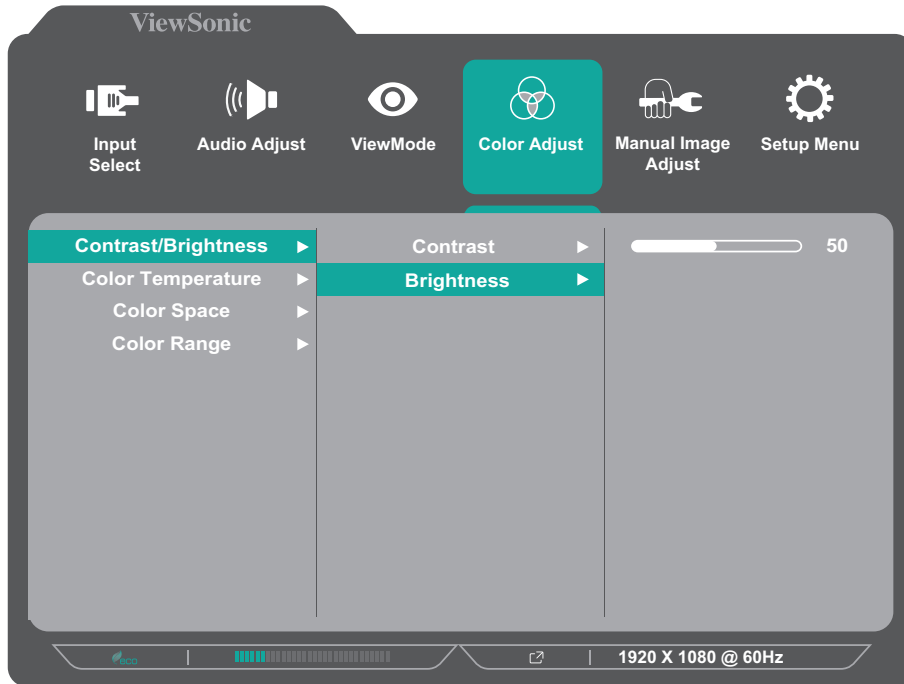 ViewSonic
Input
Select
Audio Adjust
ViewMode
Color Adjust
Manual Image
Adjust
Setup Menu
Contrast/Brightness
Contrast
50
Color Temperature
Brightness
Color Space
Color Range
eco
1920 X 1080 @ 60Hz